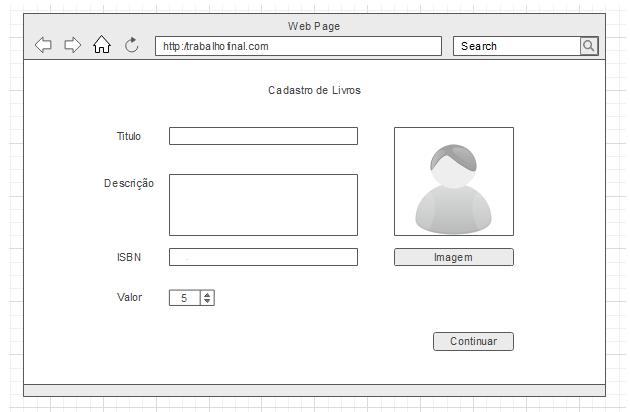 Web Page
http:/trabalhofinal.com
Search
Cadastro de Livros
Titulo
Descrição
ISBN
Imagem
Valor
5
Continuar